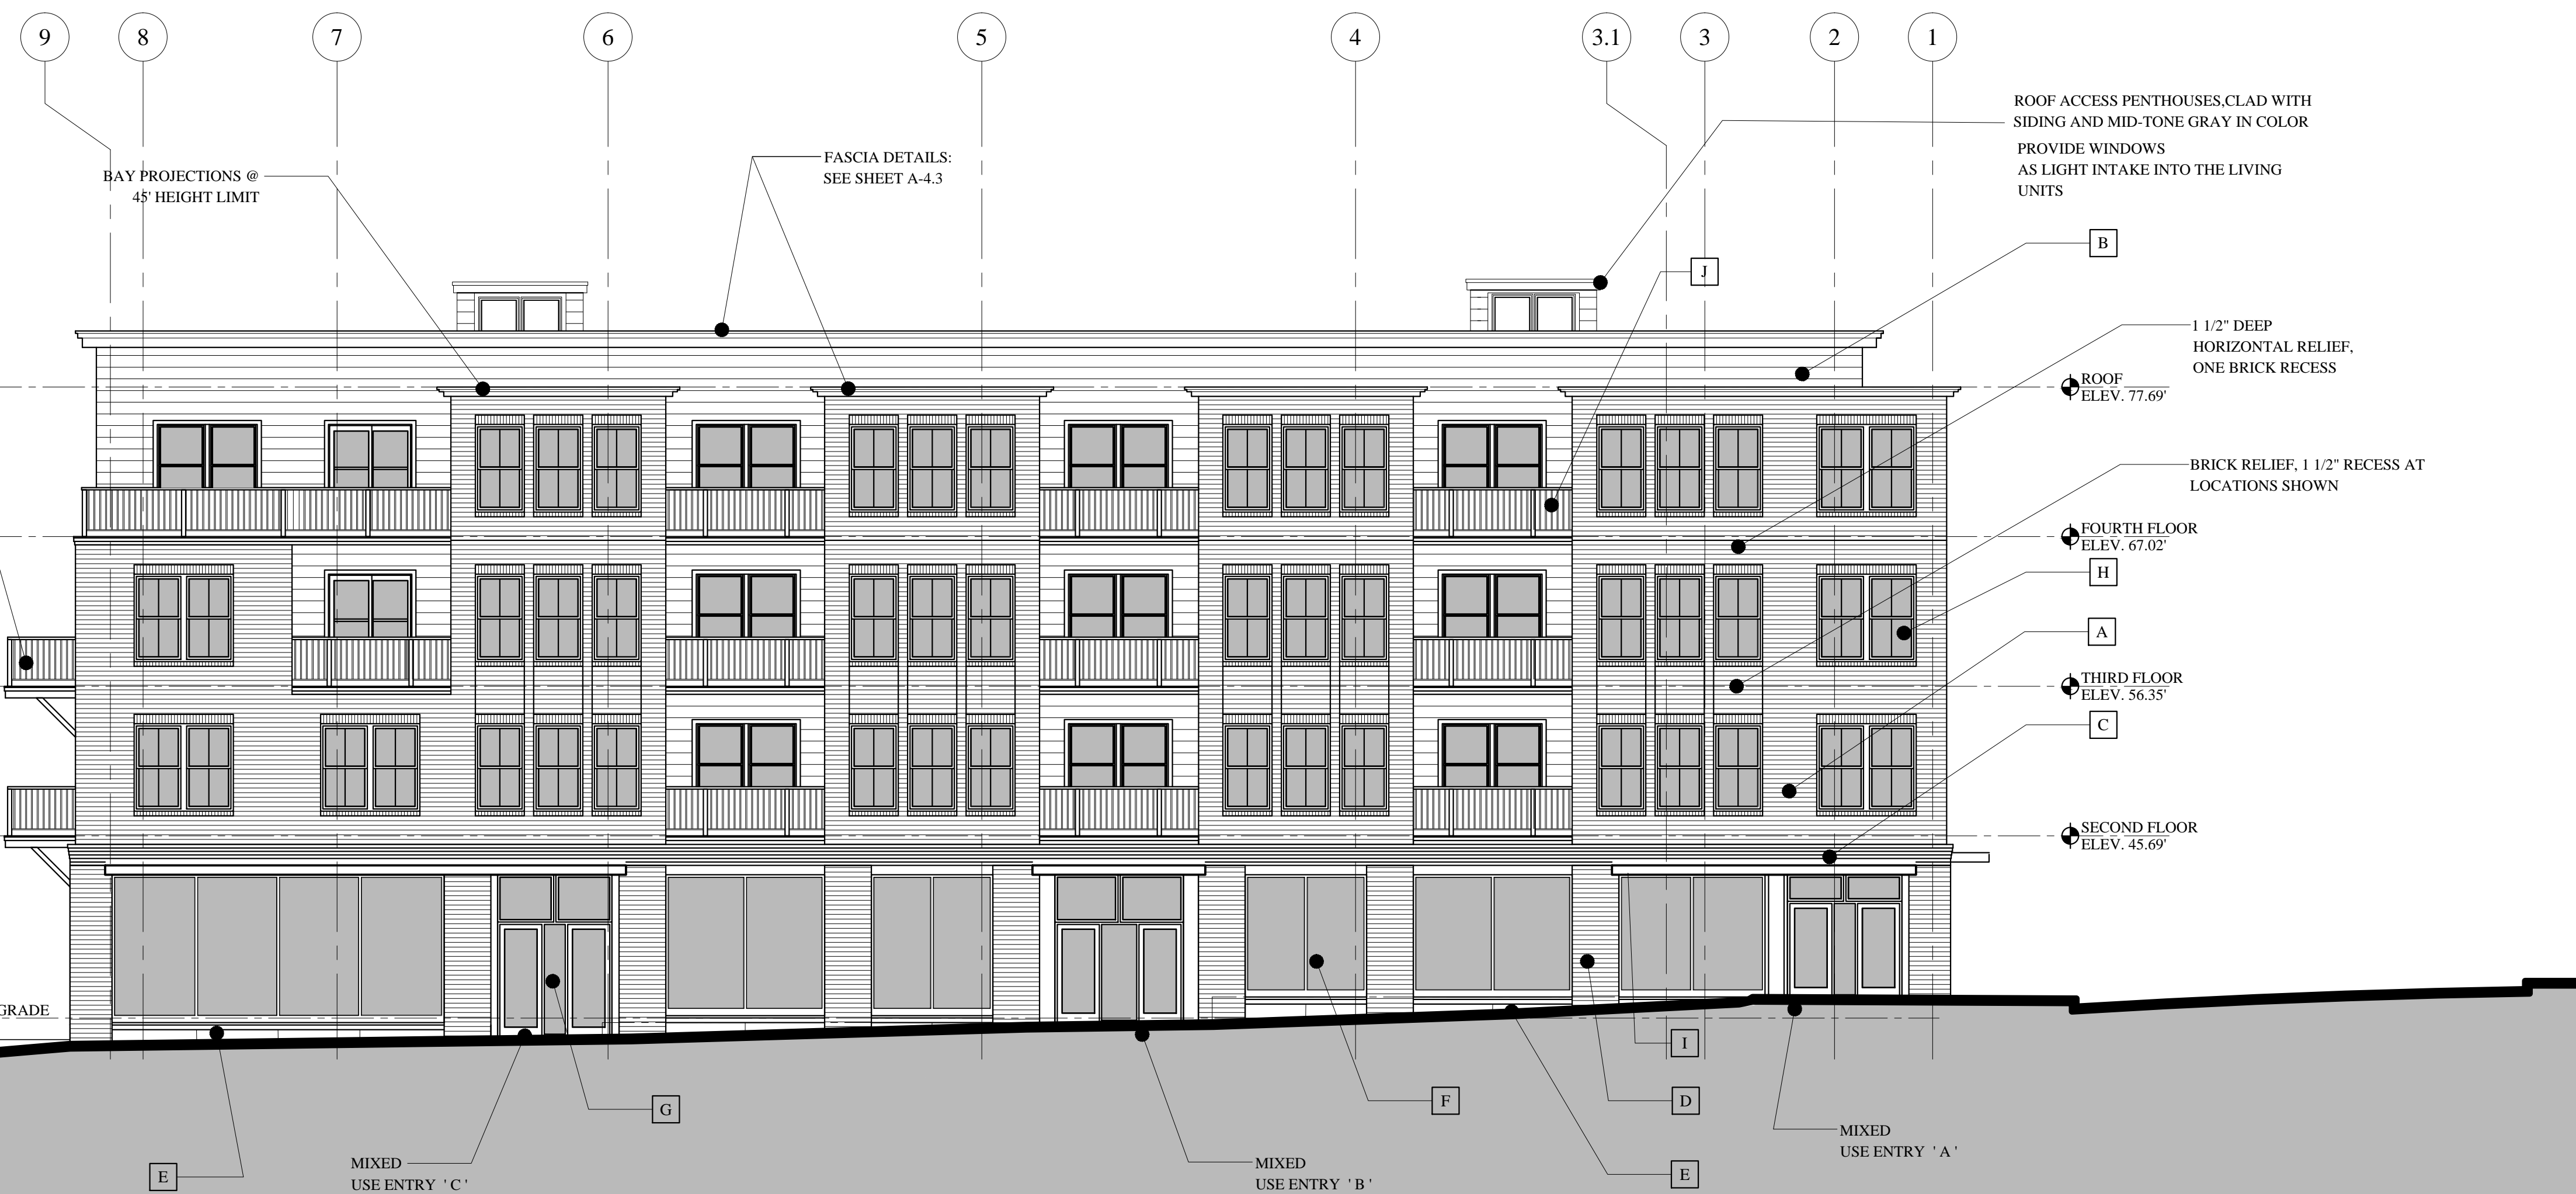 9
8
7
6
5
4
3.1
3
2
1
ROOF ACCESS PENTHOUSES,CLAD WITH
SIDING AND MID-TONE GRAY IN COLOR
PROVIDE WINDOWS
AS LIGHT INTAKE INTO THE LIVING
UNITS
FASCIA DETAILS:
SEE SHEET A-4.3
BAY PROJECTIONS @
45' HEIGHT LIMIT
B
J
1 1/2" DEEP
HORIZONTAL RELIEF,
ONE BRICK RECESS
ROOF
ELEV. 77.69'
BRICK RELIEF, 1 1/2" RECESS AT
LOCATIONS SHOWN
FOURTH FLOOR
ELEV. 67.02'
H
A
THIRD FLOOR
ELEV. 56.35'
C
SECOND FLOOR
ELEV. 45.69'
GRADE
I
G
F
D
MIXED
USE ENTRY ' A '
E
MIXED
USE ENTRY ' C '
MIXED
USE ENTRY ' B '
E